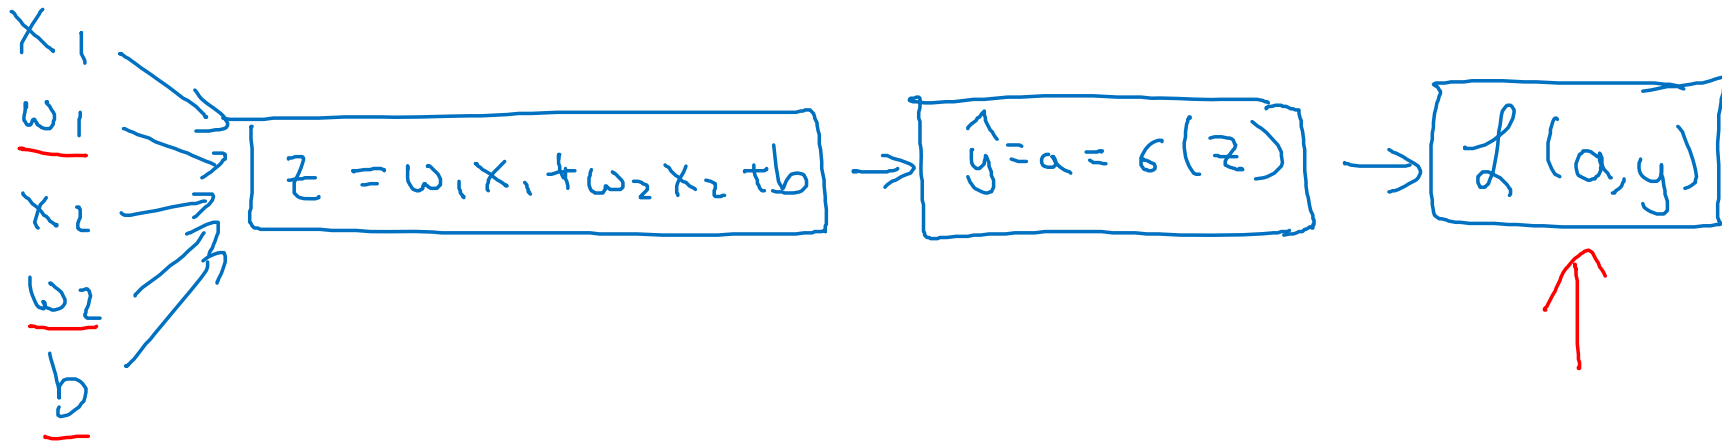 x₁
w₁
x₂
w₂
b
z = w₁x₁ + w₂x₂ + b
ŷ = a = σ(z)
ℒ(a,y)